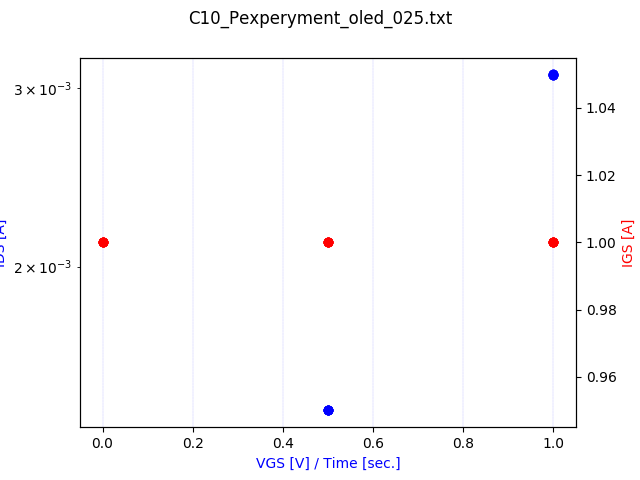 C10_Pexperyment_oled_025.txt
3 × 10⁻³
2 × 10⁻³
IDS [A]
1.04
1.02
1.00
0.98
0.96
IGS [A]
0.0 0.2 0.4 0.6 0.8 1.0
VGS [V] / Time [sec.]